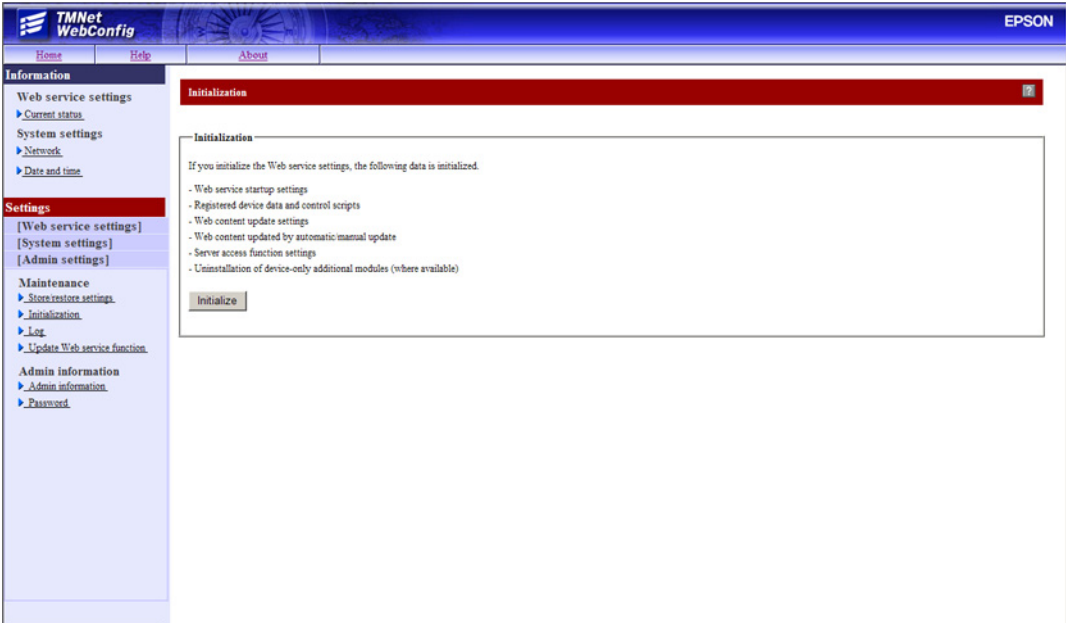 TMNet
WebConfig
EPSON
Home Help About
Information
Web service settings
Current status
System settings
Network
Date and time
Settings
[Web service settings]
[System settings]
[Admin settings]
Maintenance
Store/restore settings
Initialization
Log
Update Web service function
Admin information
Admin information
Password
Initialization ?
Initialization
If you initialize the Web service settings, the following data is initialized.
- Web service startup settings
- Registered device data and control scripts
- Web content update settings
- Web content updated by automatic/manual update
- Server access function settings
- Uninstallation of device-only additional modules (where available)
Initialize